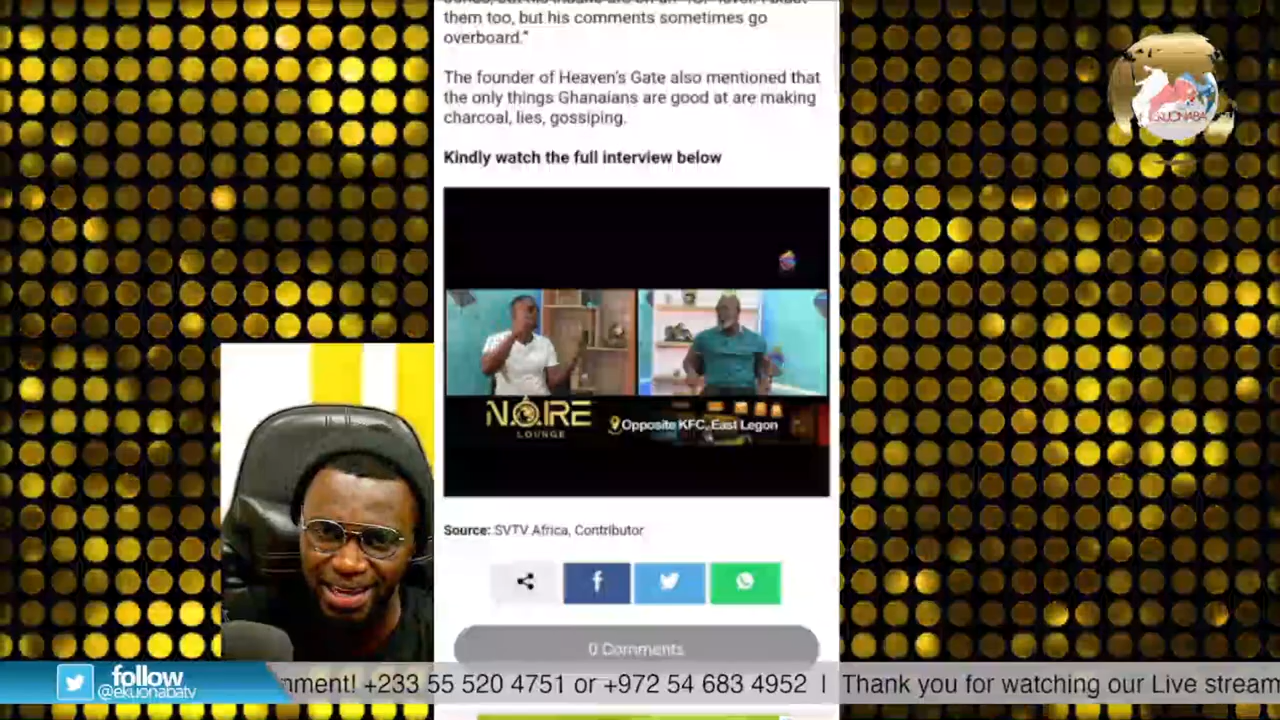 them too, but his comments sometimes go
overboard."
The founder of Heaven's Gate also mentioned that
the only things Ghanaians are good at are making
charcoal, lies, gossiping.
Kindly watch the full interview below
NOIRE
LOUNGE
Opposite KFC, East Legon
Source: SVTV Africa, Contributor
0 Comments
follow
@ekuonabatv
nment! +233 55 520 4751 or +972 54 683 4952 | Thank you for watching our Live stream
EKUONABA